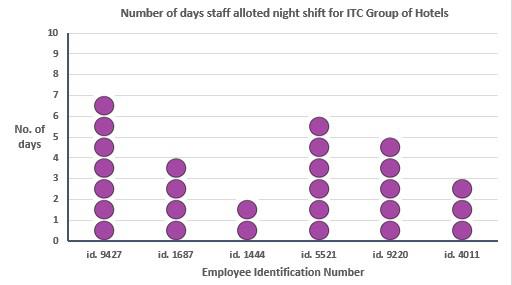 Number of days staff alloted night shift for ITC Group of Hotels
10
9
8
7
6
No. of
days
5
4
3
2
1
0
id. 9427 id. 1687 id. 1444 id. 5521 id. 9220 id. 4011
Employee Identification Number